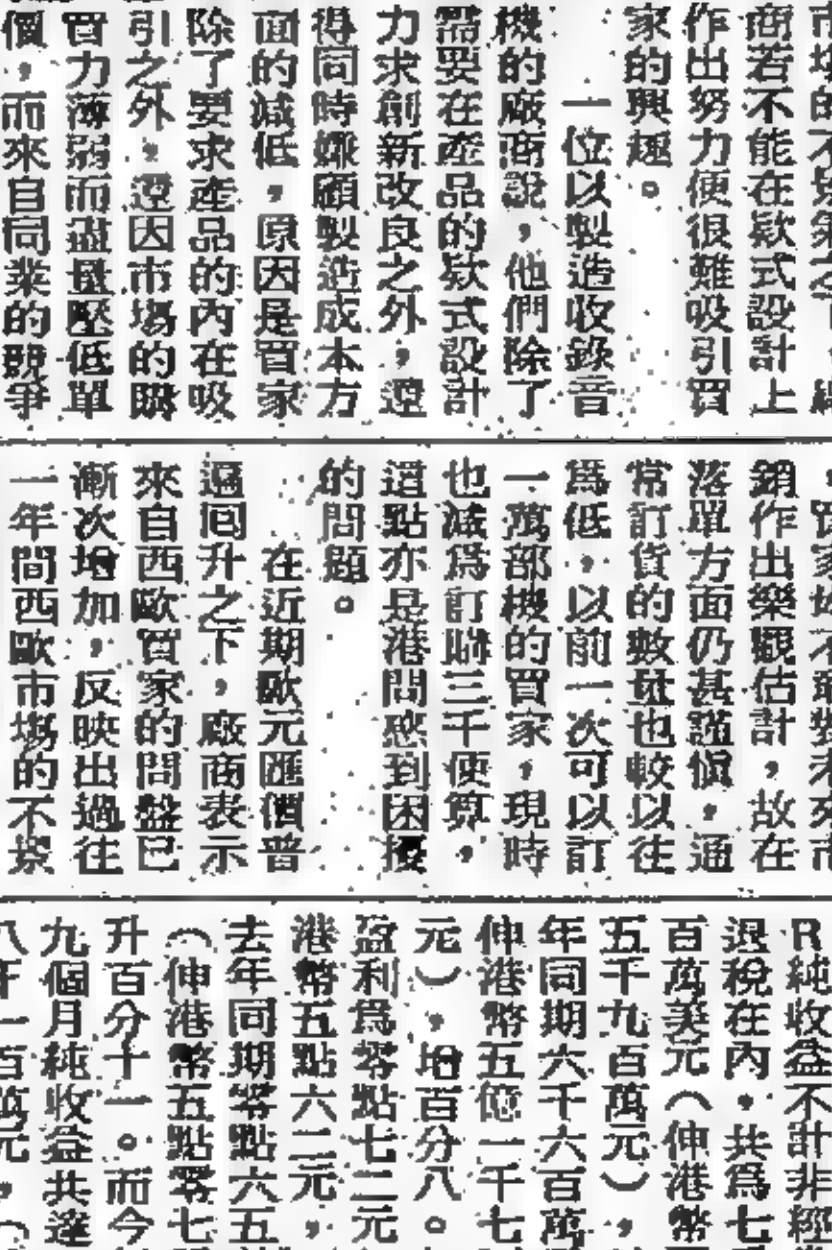 商若不能在欵式設計上
作出努力便很難吸引買
家的興趣。
一位以製造收錄音
機的廠商說，他們除了
需要在產品的欵式設計
力求創新改良之外，還
得同時兼顧製造成本方
面的減低，原因是買家
除了要求產品的內在吸
引之外，還因市場的購
買力薄弱而盡量壓低單
價，而來自同業的競爭
銷作出樂觀估計，故在
落單方面仍甚謹慎，通
常訂貨的數量也較以往
爲低，以前一次可以訂
一萬部機的買家，現時
也減爲訂購三千便算，
這點亦是港間感到困擾
的問題。
在近期歐元匯價普
遍回升之下，廠商表示
來自西歐買家的問盤已
漸次增加，反映出過往
一年間西歐市場的不景
R純收益不計非經
退稅在內，共爲七
百萬美元（伸港幣
五千九百萬元），
年同期六千六百萬
伸港幣五億一千七
元），增百分八。
盈利爲零點七二元
港幣五點六二元，
去年同期零點六五
（伸港幣五點零七
升百分十一。而今
九個月純收益共達